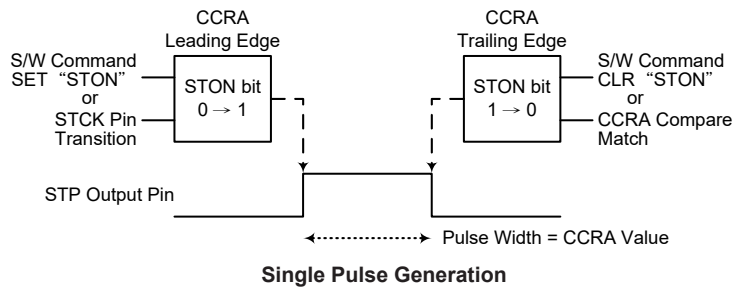 CCRA
Leading Edge
S/W Command
SET “STON”
or
STCK Pin
Transition
STON bit
0 → 1
CCRA
Trailing Edge
STON bit
1 → 0
S/W Command
CLR “STON”
or
CCRA Compare
Match
STP Output Pin
Pulse Width = CCRA Value
Single Pulse Generation